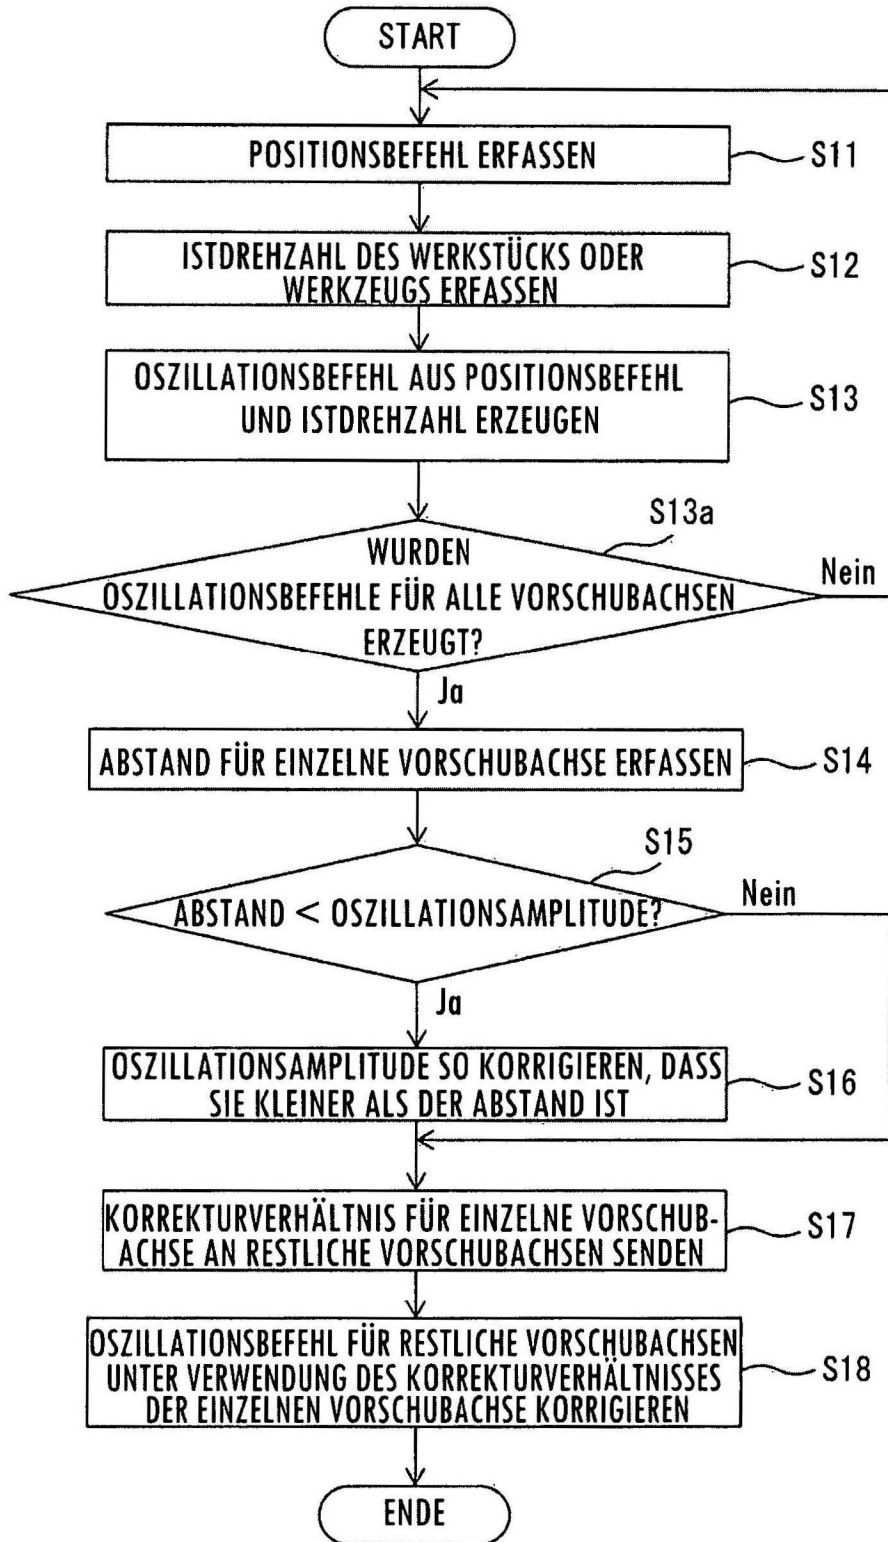 START
POSITIONSBEFEHL ERFASSEN
S11
ISTDREHZAHL DES WERKSTÜCKS ODER
WERKZEUGS ERFASSEN
S12
OSZILLATIONSBEFEHL AUS POSITIONSBEFEHL
UND ISTDREHZAHL ERZEUGEN
S13
S13a
WURDEN
OSZILLATIONSBEFEHLE FÜR ALLE VORSCHUBACHSEN
ERZEUGT?
Nein
Ja
ABSTAND FÜR EINZELNE VORSCHUBACHSE ERFASSEN
S14
S15
ABSTAND < OSZILLATIONSAMPLITUDE?
Nein
Ja
OSZILLATIONSAMPLITUDE SO KORRIGIEREN, DASS
SIE KLEINER ALS DER ABSTAND IST
S16
KORREKTURVERHÄLTNIS FÜR EINZELNE VORSCHUB-
ACHSE AN RESTLICHE VORSCHUBACHSEN SENDEN
S17
OSZILLATIONSBEFEHL FÜR RESTLICHE VORSCHUBACHSEN
UNTER VERWENDUNG DES KORREKTURVERHÄLTNISSES
DER EINZELNEN VORSCHUBACHSE KORRIGIEREN
S18
ENDE